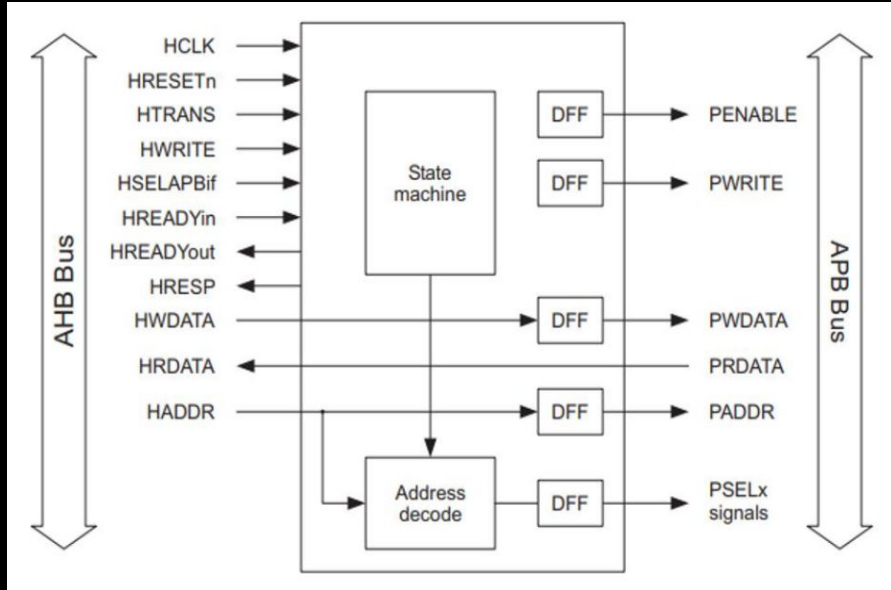 AHB Bus
HCLK
HRESETn
HTRANS
HWRITE
HSELAPBif
HREADYin
HREADYout
HRESP
HWDATA
HRDATA
HADDR
State
machine
Address
decode
DFF
DFF
DFF
DFF
DFF
PENABLE
PWRITE
PWDATA
PRDATA
PADDR
PSELx
signals
APB Bus